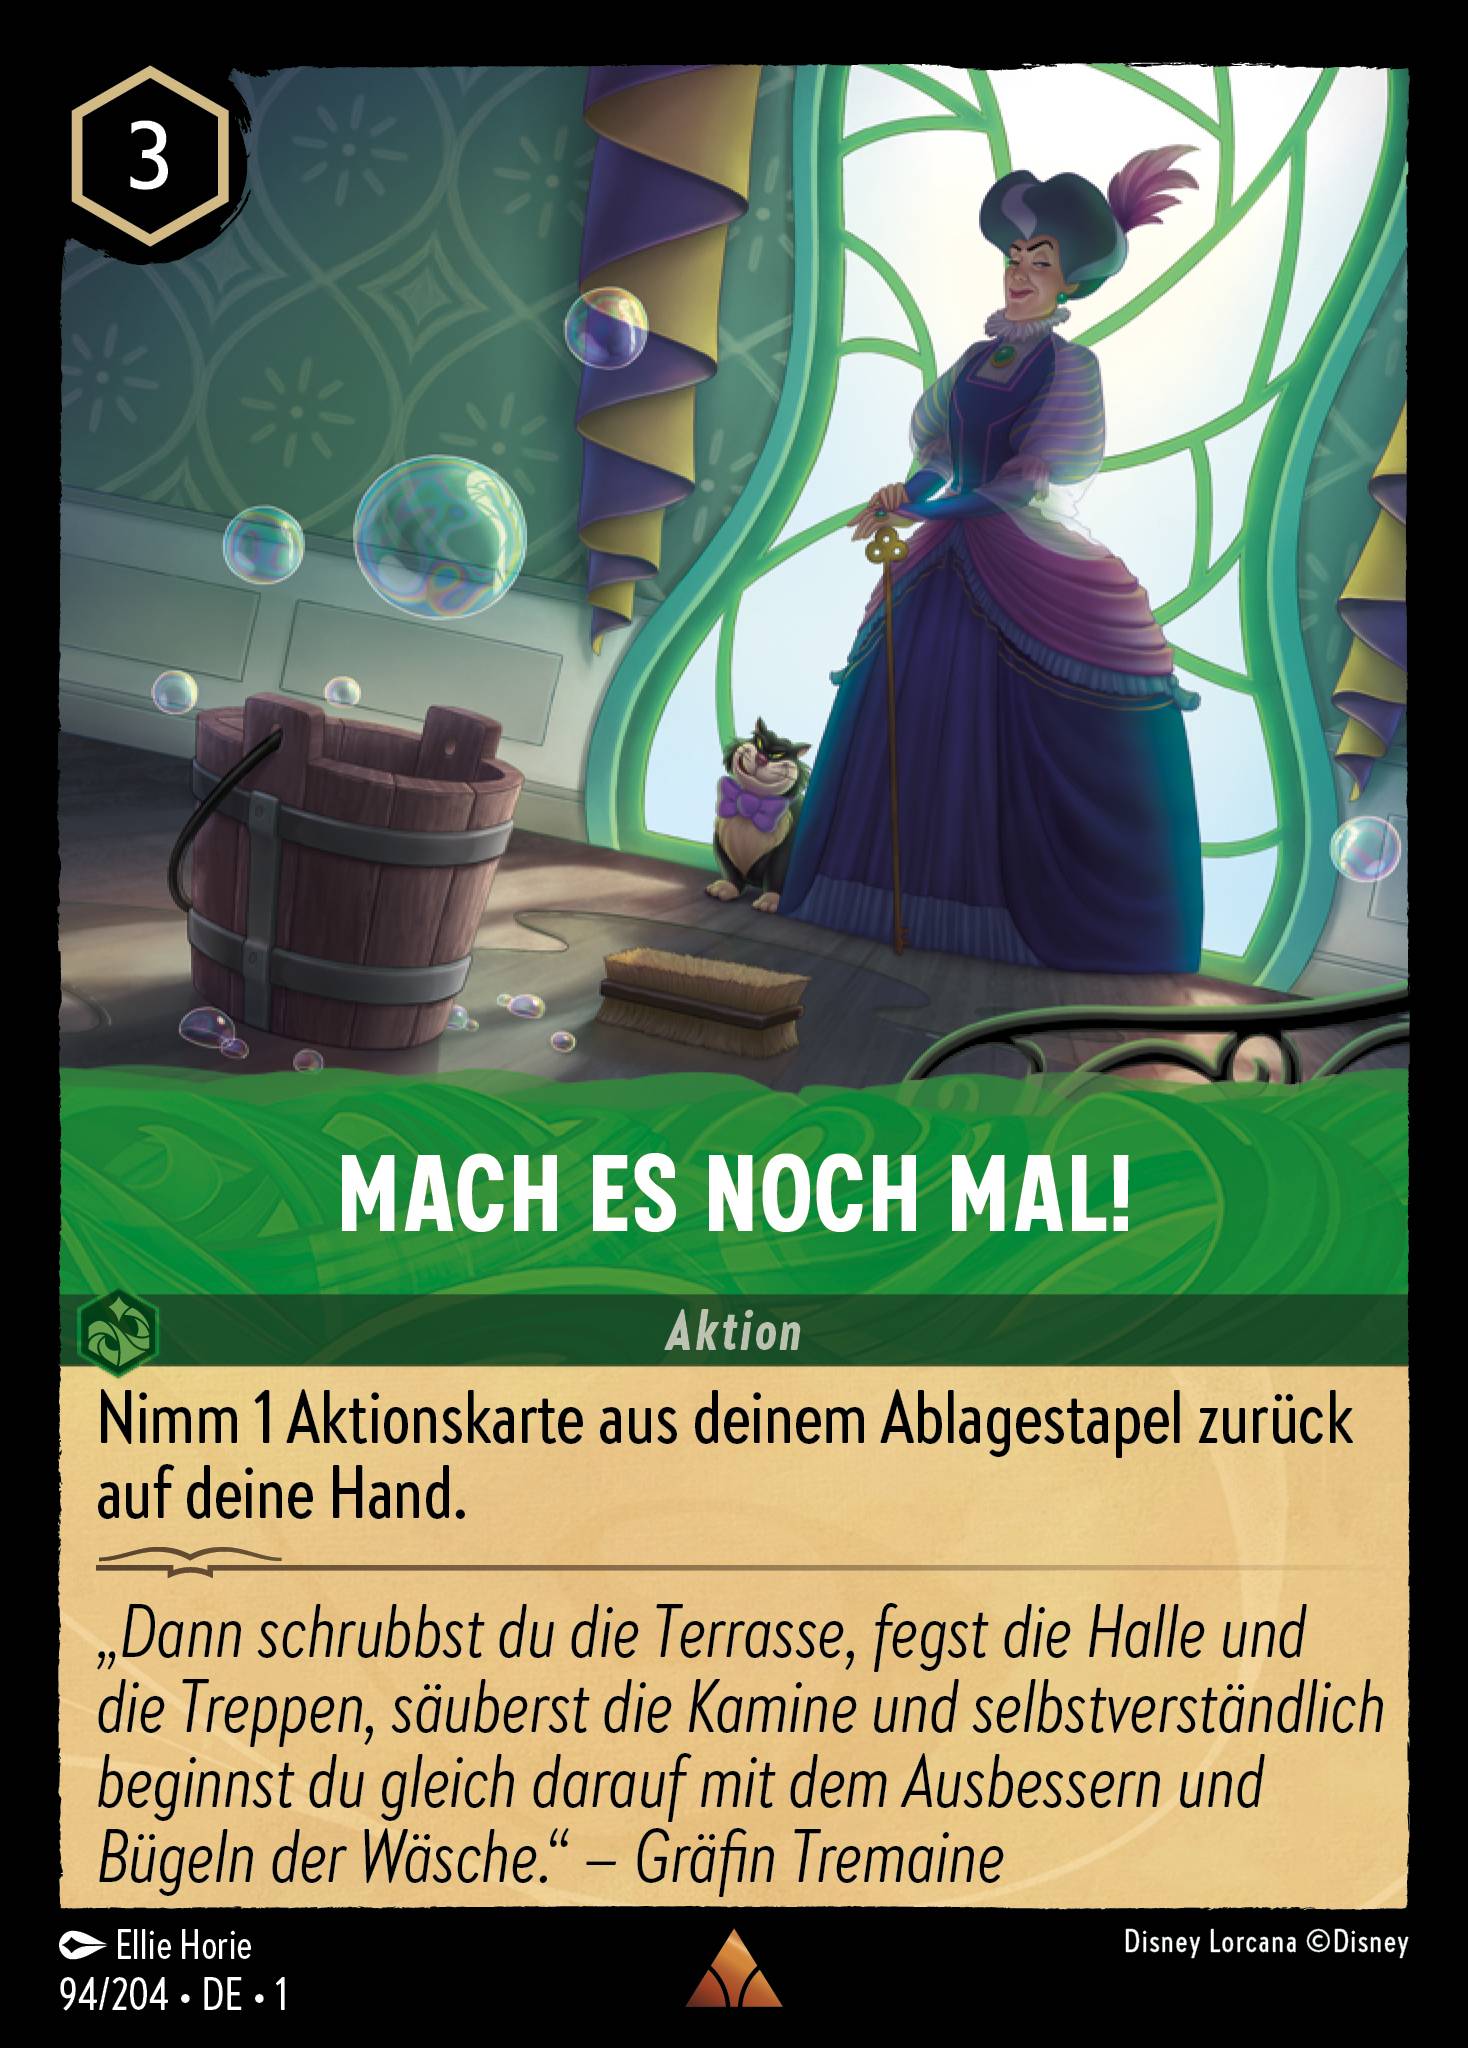 3
MACH ES NOCH MAL!
Aktion
Nimm 1 Aktionskarte aus deinem Ablagestapel zurück
auf deine Hand.
„Dann schrubbst du die Terrasse, fegst die Halle und
die Treppen, säuberst die Kamine und selbstverständlich
beginnst du gleich darauf mit dem Ausbessern und
Bügeln der Wäsche.“ – Gräfin Tremaine
Ellie Horie
Disney Lorcana ©Disney
94/204 • DE • 1